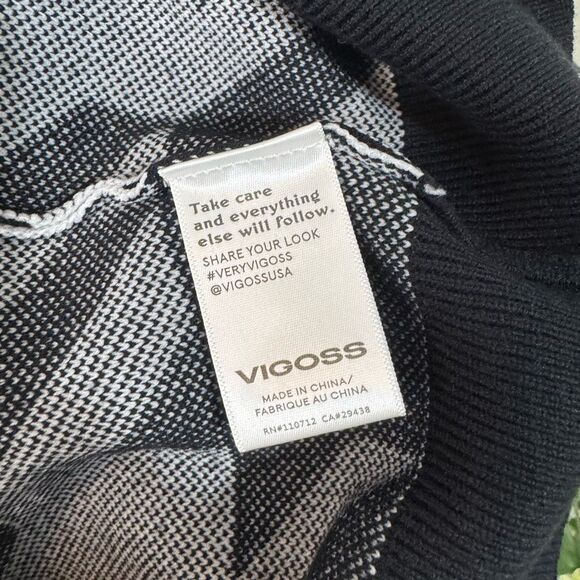 Take care
and everything
else will follow.
SHARE YOUR LOOK
#VERYVIGOSS
@VIGOSSUSA
VIGOSS
MADE IN CHINA/
FABRIQUE AU CHINA
RN#110712 CA#29438